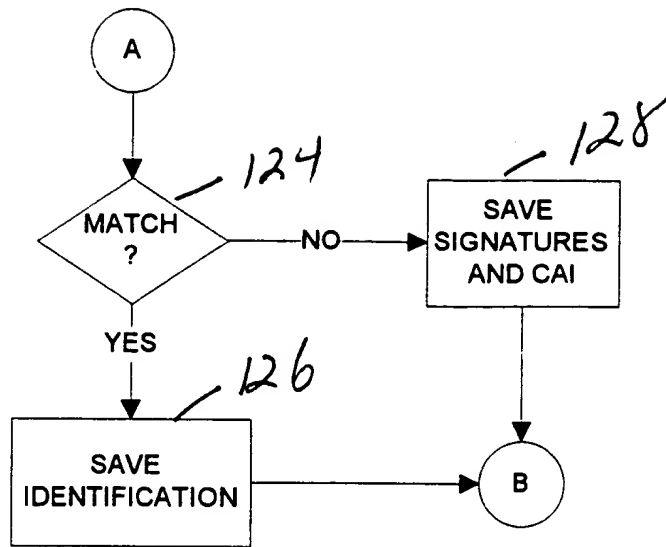 A
124
128
MATCH
?
NO
SAVE
SIGNATURES
AND CAI
YES
126
SAVE
IDENTIFICATION
B